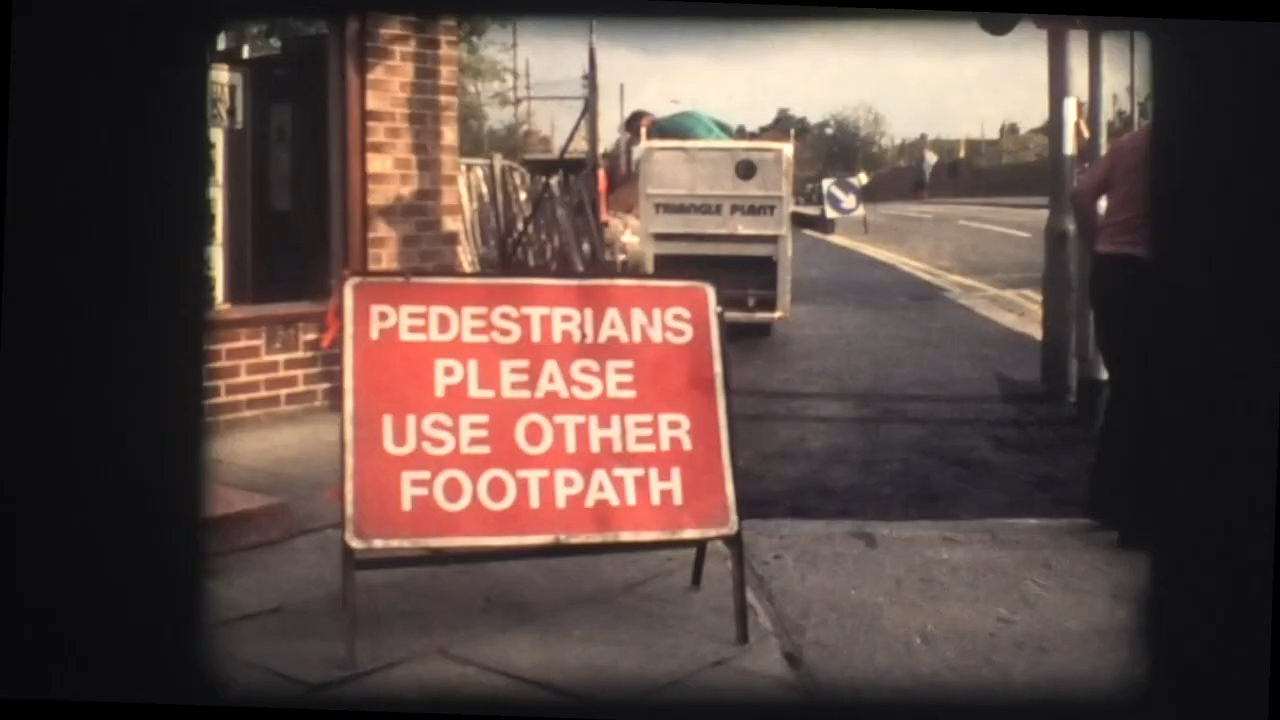 TRIANGLE PLANT
PEDESTRIANS
PLEASE
USE OTHER
FOOTPATH